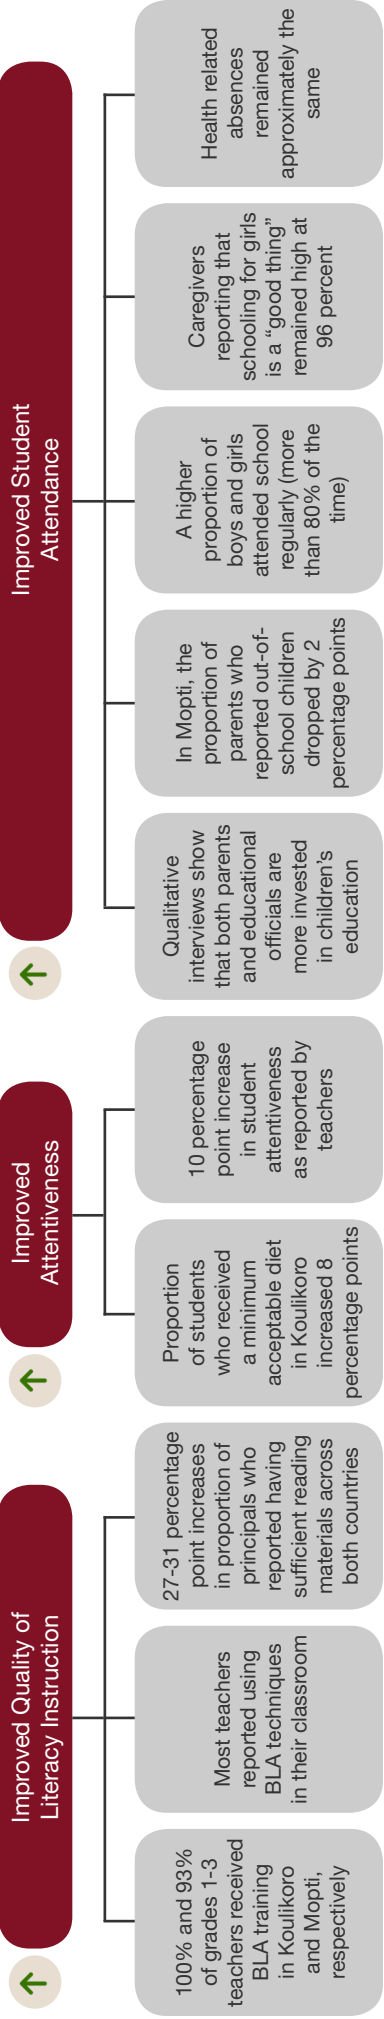 Improved Quality of
Literacy Instruction
100% and 93%
of grades 1-3
teachers received
BLA training
in Koulikoro
and Mopti,
respectively
Most teachers
reported using
BLA techniques
in their classroom
27-31 percentage
point increases
in proportion of
principals who
reported having
sufficient reading
materials across
both countries
Improved
Attentiveness
Proportion
of students
who received
a minimum
acceptable diet
in Koulikoro
increased 8
percentage points
10 percentage
point increase
in student
attentiveness
as reported by
teachers
Improved Student
Attendance
Qualitative
interviews show
that both parents
and educational
officials are
more invested
in children’s
education
In Mopti, the
proportion of
parents who
reported out-of-
school children
dropped by 2
percentage points
A higher
proportion of
boys and girls
attended school
regularly (more
than 80% of the
time)
Caregivers
reporting that
schooling for girls
is a “good thing”
remained high at
96 percent
Health related
absences
remained
approximately the
same